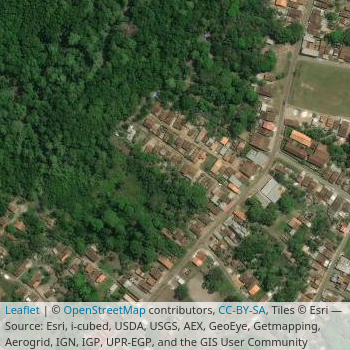 Leaflet | © OpenStreetMap contributors, CC-BY-SA, Tiles © Esri —
Source: Esri, i-cubed, USDA, USGS, AEX, GeoEye, Getmapping,
Aerogrid, IGN, IGP, UPR-EGP, and the GIS User Community